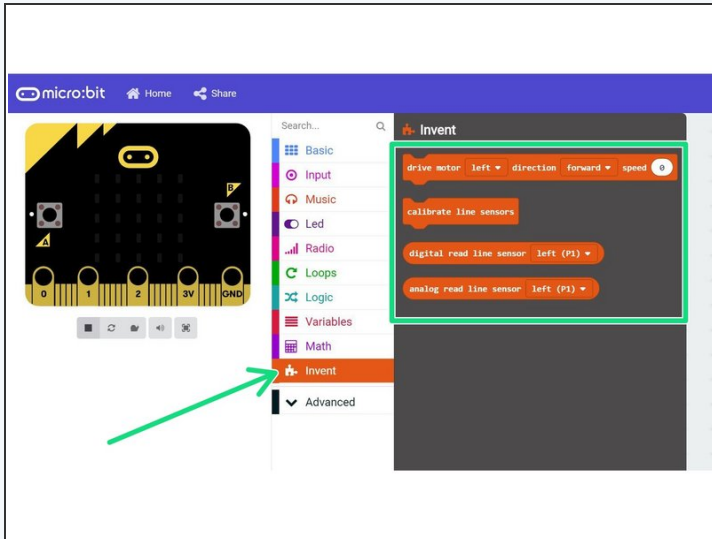 micro:bit Home Share
Search...
Basic
Input
Music
Led
Radio
Loops
Logic
Variables
Math
Invent
Advanced
B
A
0 1 2 3V GND
Invent
drive motor left direction forward speed 0
calibrate line sensors
digital read line sensor left (P1)
analog read line sensor left (P1)